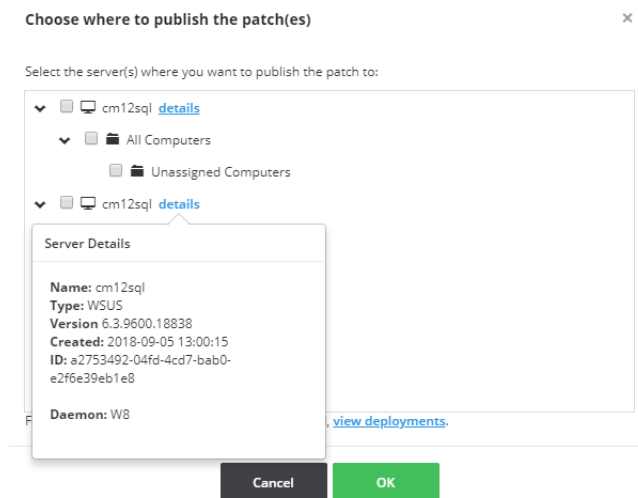 Choose where to publish the patch(es)
×
Select the server(s) where you want to publish the patch to:
cm12sql details
All Computers
Unassigned Computers
cm12sql details
Server Details
Name: cm12sql
Type: WSUS
Version 6.3.9600.18838
Created: 2018-09-05 13:00:15
ID: a2753492-04fd-4cd7-bab0-
e2f6e39eb1e8
Daemon: W8
F , view deployments.
Cancel OK